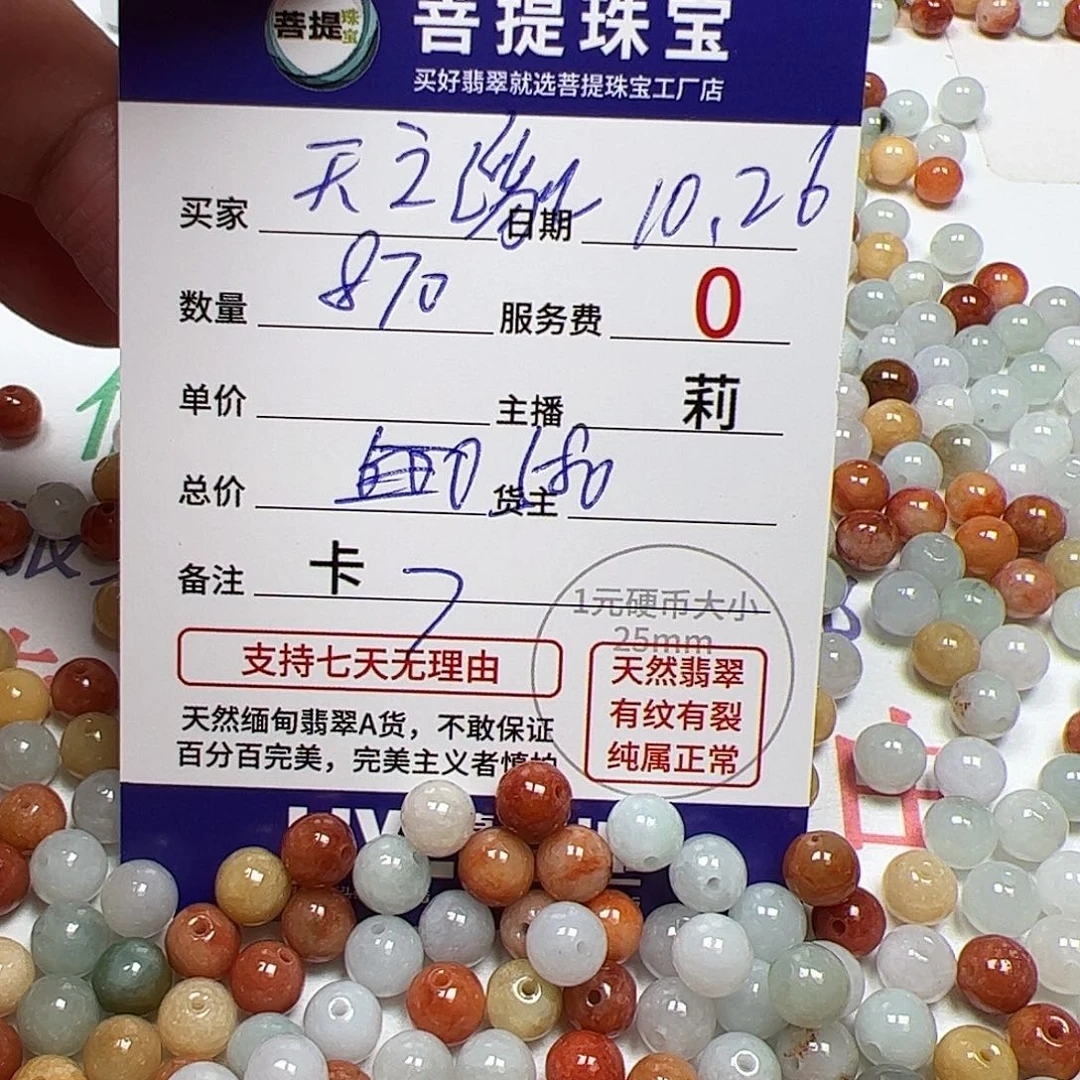 菩提珠宝
菩提珠宝
买好翡翠就选菩提珠宝工厂店
买家 天之 日期 10.26
数量 870 服务费 0
单价 主播 莉
总价 180 货主
备注 卡 7
1元硬币大小
25mm
支持七天无理由
天然翡翠
有纹有裂
纯属正常
天然缅甸翡翠A货，不敢保证
百分百完美，完美主义者慎拍